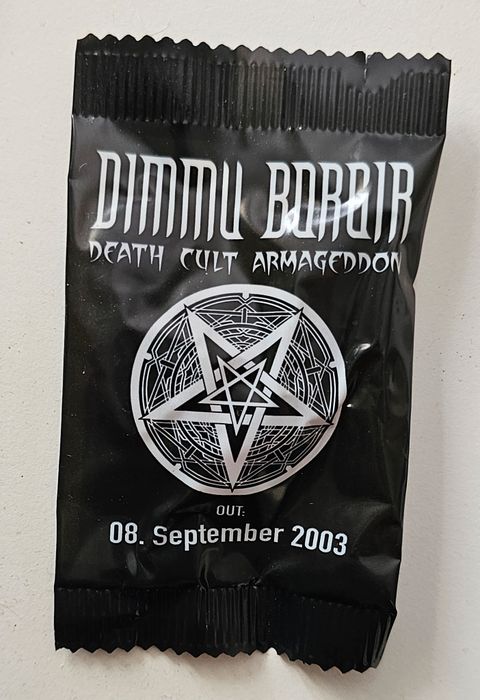 DIMMU BORGIR
DEATH CULT ARMAGEDDON
OUT:
08. September 2003